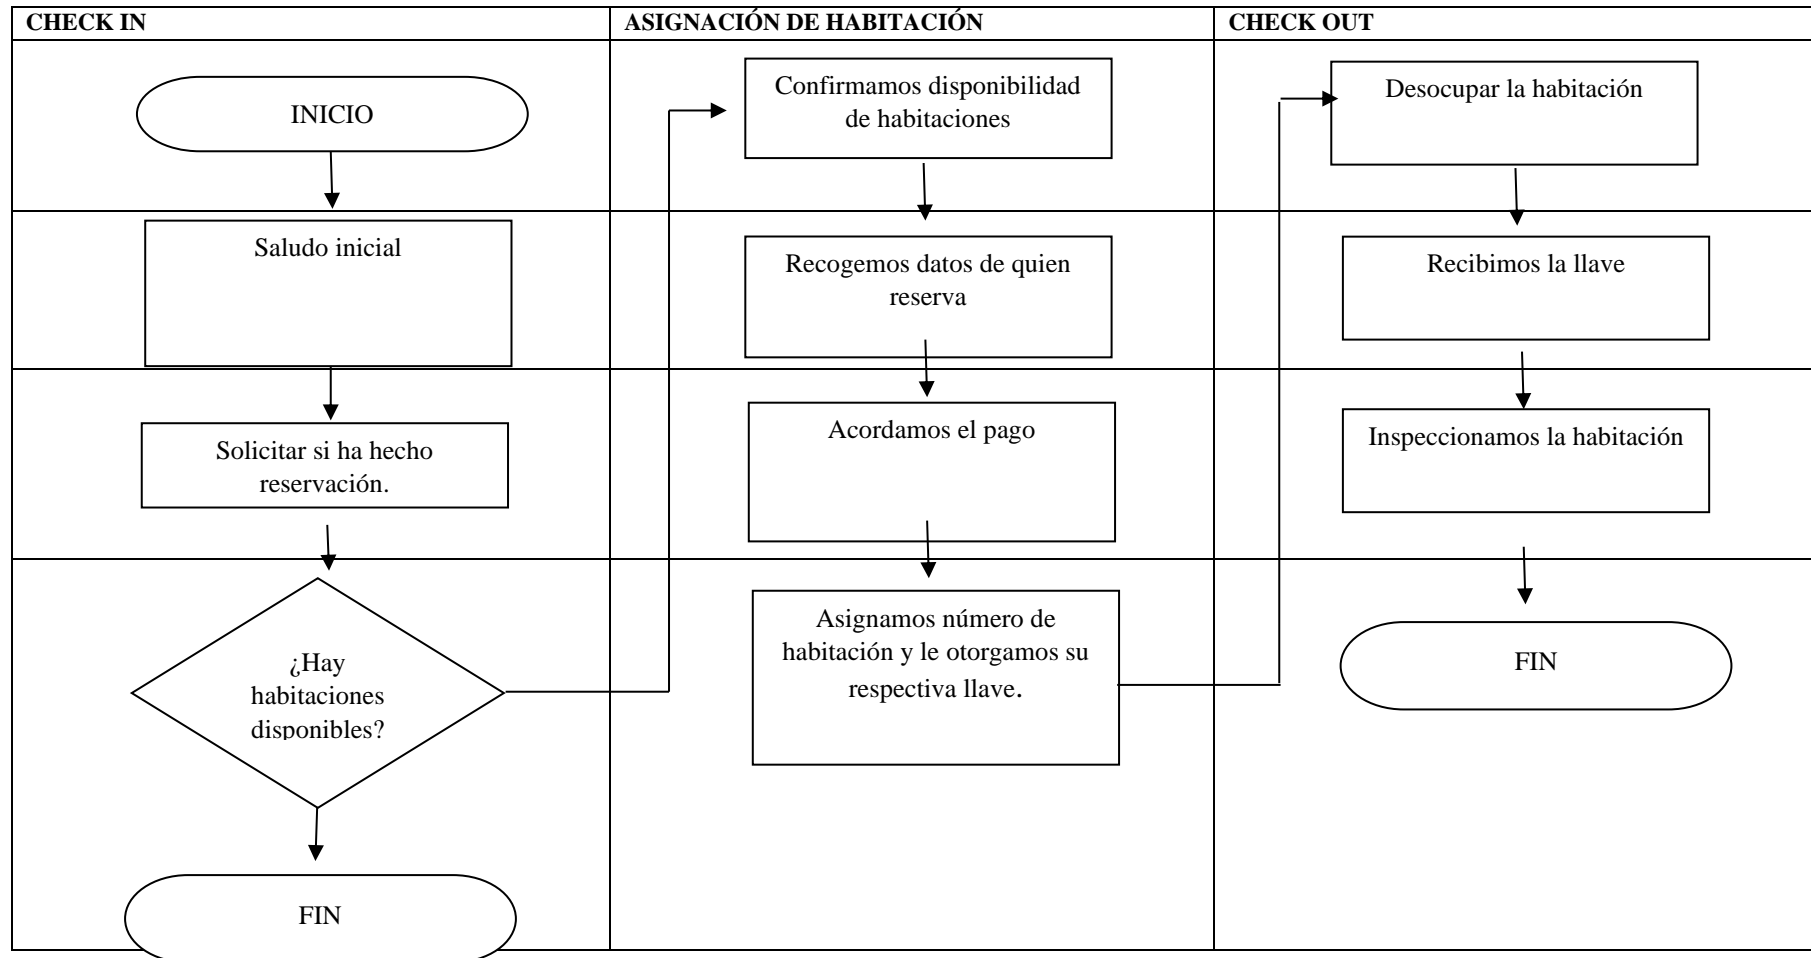 CHECK IN
ASIGNACIÓN DE HABITACIÓN
CHECK OUT
INICIO
Saludo inicial
Solicitar si ha hecho
reservación.
¿Hay
habitaciones
disponibles?
FIN
Confirmamos disponibilidad
de habitaciones
Recogemos datos de quien
reserva
Acordamos el pago
Asignamos número de
habitación y le otorgamos su
respectiva llave.
Desocupar la habitación
Recibimos la llave
Inspeccionamos la habitación
FIN